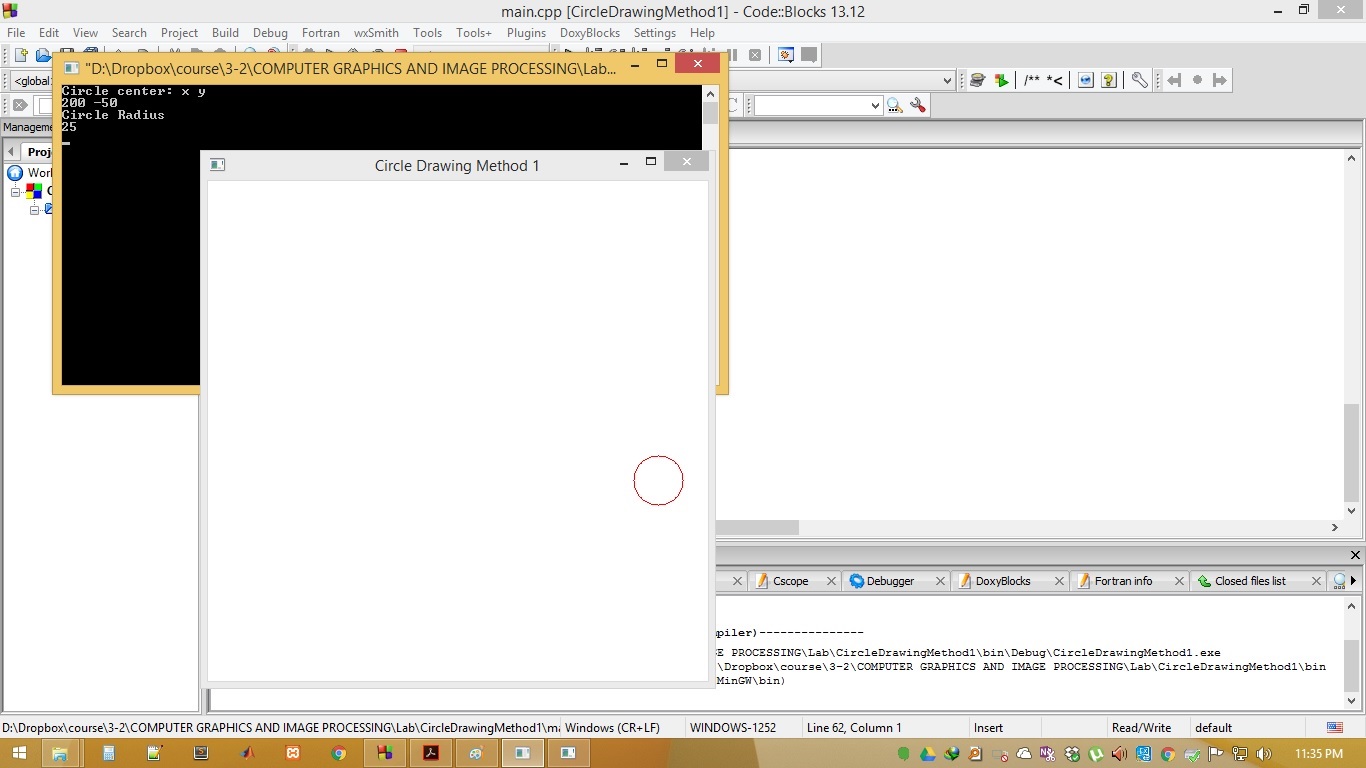 main.cpp [CircleDrawingMethod1] - Code::Blocks 13.12
File Edit View Search Project Build Debug Fortran wxSmith Tools Tools+ Plugins DoxyBlocks Settings Help
"D:\Dropbox\course\3-2\COMPUTER GRAPHICS AND IMAGE PROCESSING\Lab...
<global>
/** *<
Circle center: x y
200 -50
Circle Radius
25
Circle Drawing Method 1
Cscope Debugger DoxyBlocks Fortran info Closed files list
piler)---------------
E PROCESSING\Lab\CircleDrawingMethod1\bin\Debug\CircleDrawingMethod1.exe
\Dropbox\course\3-2\COMPUTER GRAPHICS AND IMAGE PROCESSING\Lab\CircleDrawingMethod1\bin
MinGW\bin)
D:\Dropbox\course\3-2\COMPUTER GRAPHICS AND IMAGE PROCESSING\Lab\CircleDrawingMethod1\ma Windows (CR+LF) WINDOWS-1252 Line 62, Column 1 Insert Read/Write default
11:35 PM